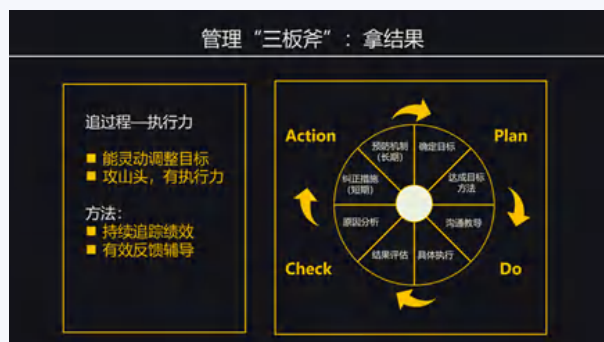 管理“三板斧”：拿结果
追过程—执行力
■ 能灵动调整目标
■ 攻山头，有执行力
方法：
■ 持续追踪绩效
■ 有效反馈辅导
Action
Plan
预防机制
(长期)
确定目标
纠正措施
(短期)
达成目标
方法
原因分析
沟通教导
结果评估
具体执行
Check
Do